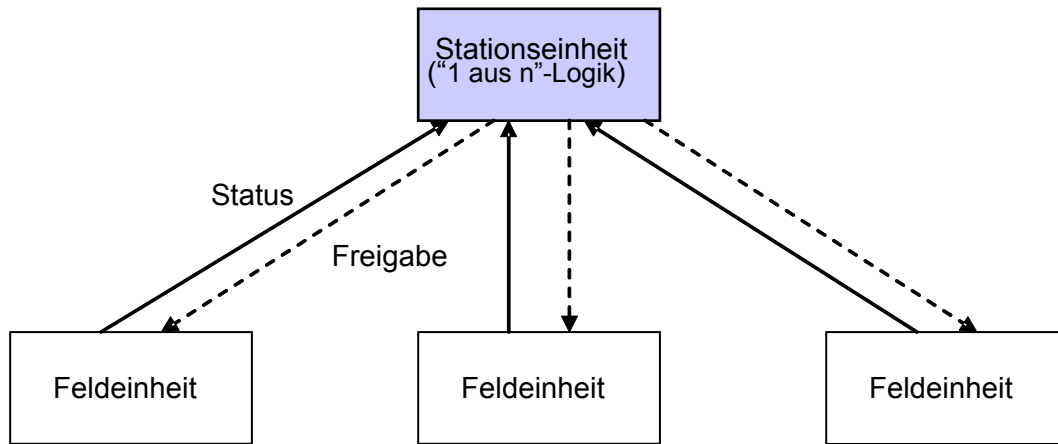 Stationseinheit
(“1 aus n”-Logik)
Status
Freigabe
Feldeinheit
Feldeinheit
Feldeinheit